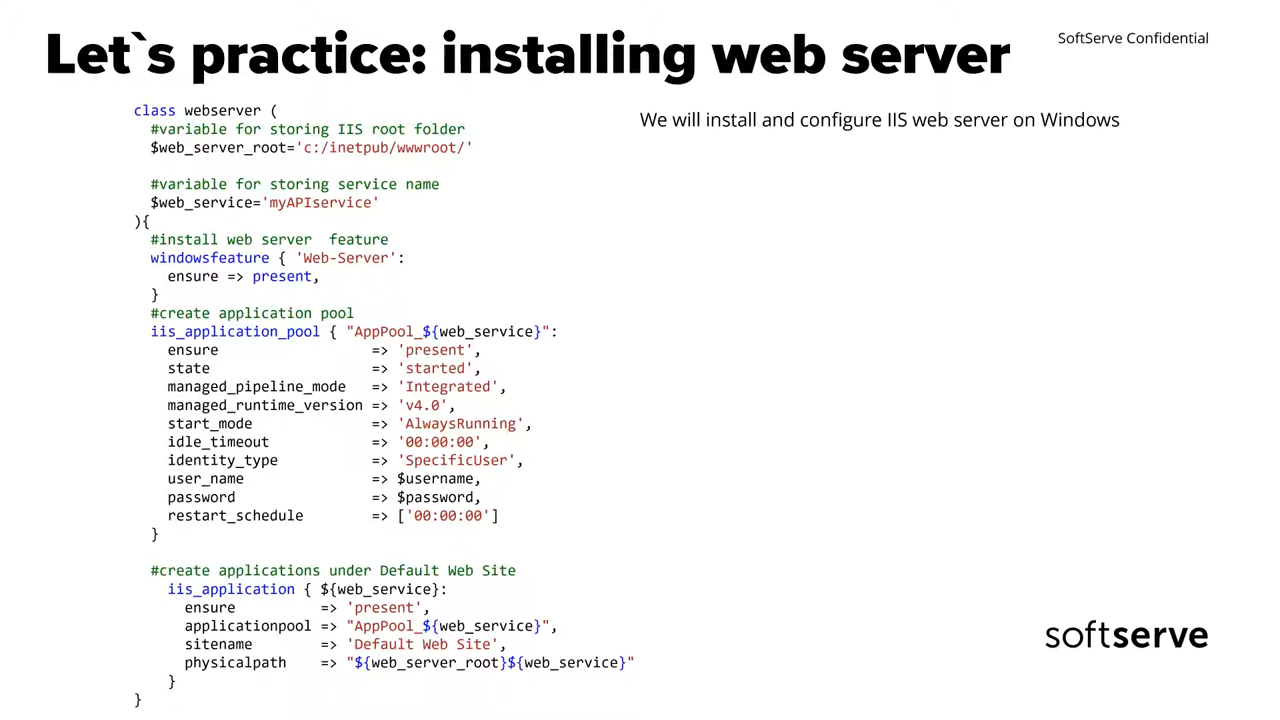 Let`s practice: installing web server
SoftServe Confidential
class webserver (
  #variable for storing IIS root folder
  $web_server_root='c:/inetpub/wwwroot/'

  #variable for storing service name
  $web_service='myAPIservice'
){
  #install web server  feature
  windowsfeature { 'Web-Server':
    ensure => present,
  }
  #create application pool
  iis_application_pool { "AppPool_${web_service}":
    ensure                  => 'present',
    state                   => 'started',
    managed_pipeline_mode   => 'Integrated',
    managed_runtime_version => 'v4.0',
    start_mode              => 'AlwaysRunning',
    idle_timeout            => '00:00:00',
    identity_type           => 'SpecificUser',
    user_name               => $username,
    password                => $password,
    restart_schedule        => ['00:00:00']
  }

  #create applications under Default Web Site
    iis_application { ${web_service}:
      ensure          => 'present',
      applicationpool => "AppPool_${web_service}",
      sitename        => 'Default Web Site',
      physicalpath    => "${web_server_root}${web_service}"
    }
}
We will install and configure IIS web server on Windows
softserve